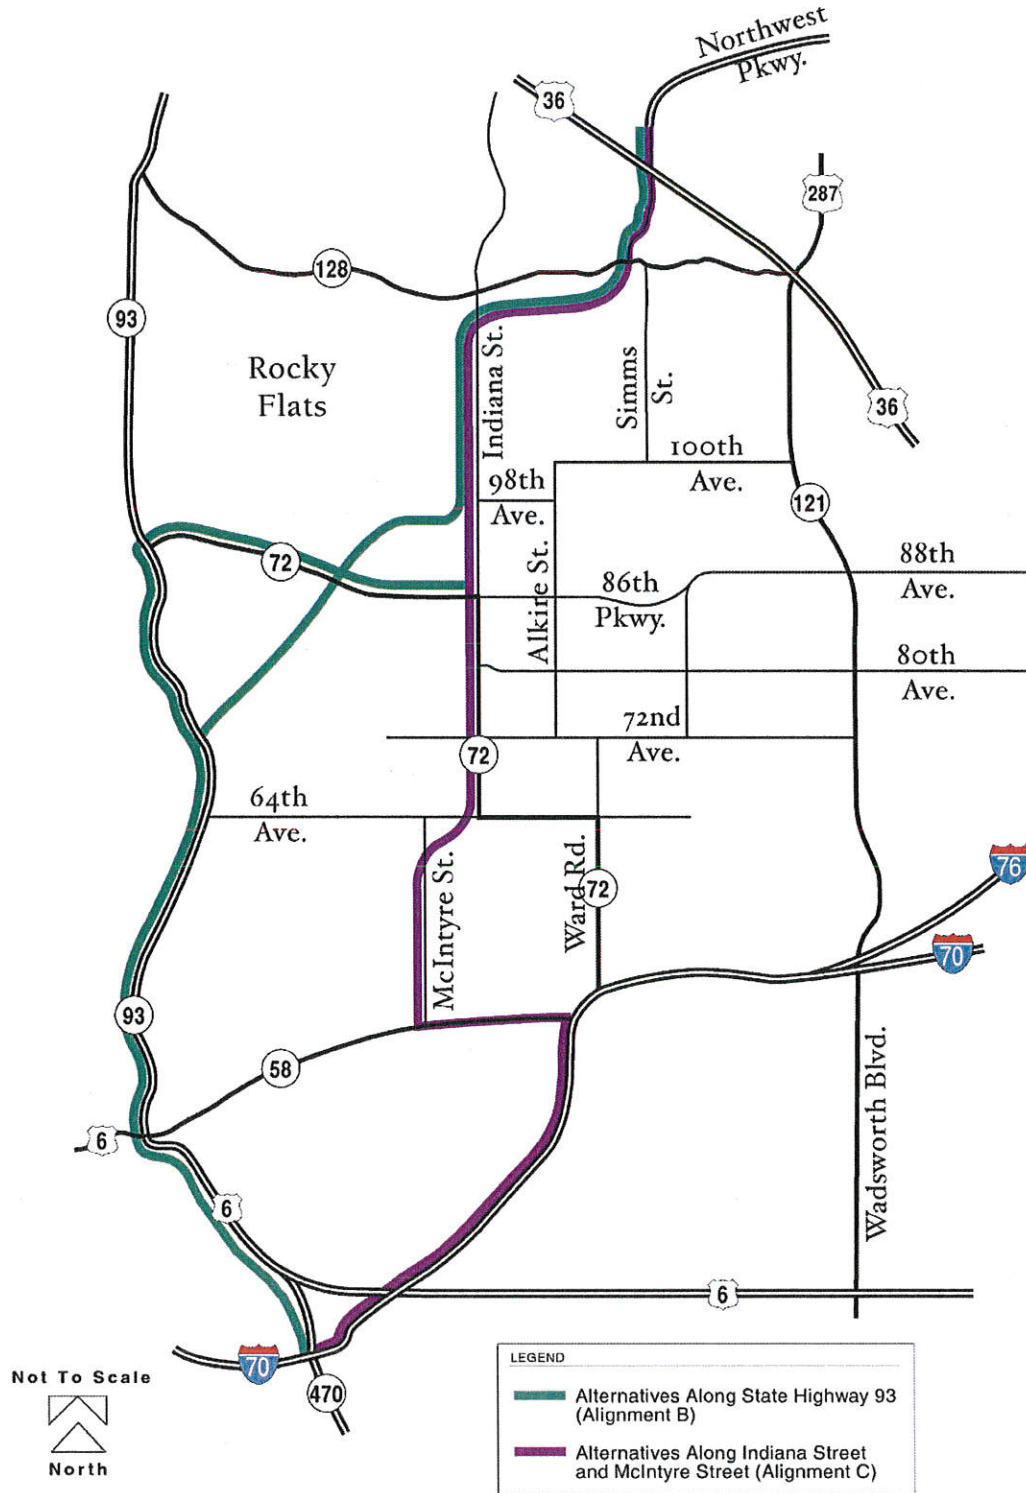 Northwest
Pkwy.
36
287
128
93
Rocky
Flats
Indiana St.
Simms
St.
36
100th
Ave.
98th
Ave.
121
72
Alkire St.
86th
Pkwy.
88th
Ave.
80th
Ave.
72nd
Ave.
72
64th
Ave.
McIntyre St.
Ward Rd.
72
76
70
93
58
6
Wadsworth Blvd.
6
6
70
470
Not To Scale
North
LEGEND
Alternatives Along State Highway 93
(Alignment B)
Alternatives Along Indiana Street
and McIntyre Street (Alignment C)